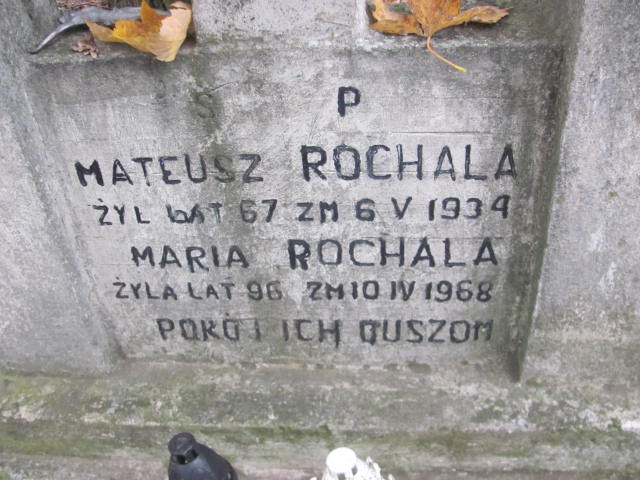 S P
MATEUSZ ROCHALA
ŻYL LAT 67 ZM 6 V 1934
MARIA ROCHALA
ŻYLA LAT 96 ZM 10 IV 1968
POKÓJ ICH DUSZOM